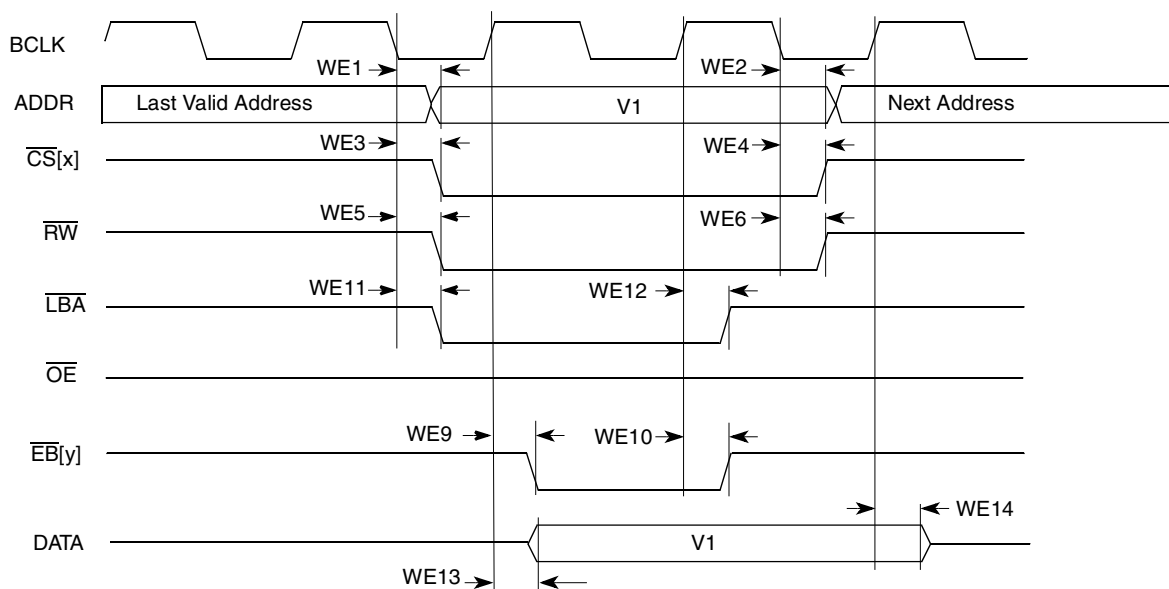 BCLK
WE1
WE2
ADDR
Last Valid Address
V1
Next Address
WE3
WE4
CS[x]
WE5
WE6
RW
WE11
WE12
LBA
OE
WE9
WE10
EB[y]
WE14
DATA
V1
WE13